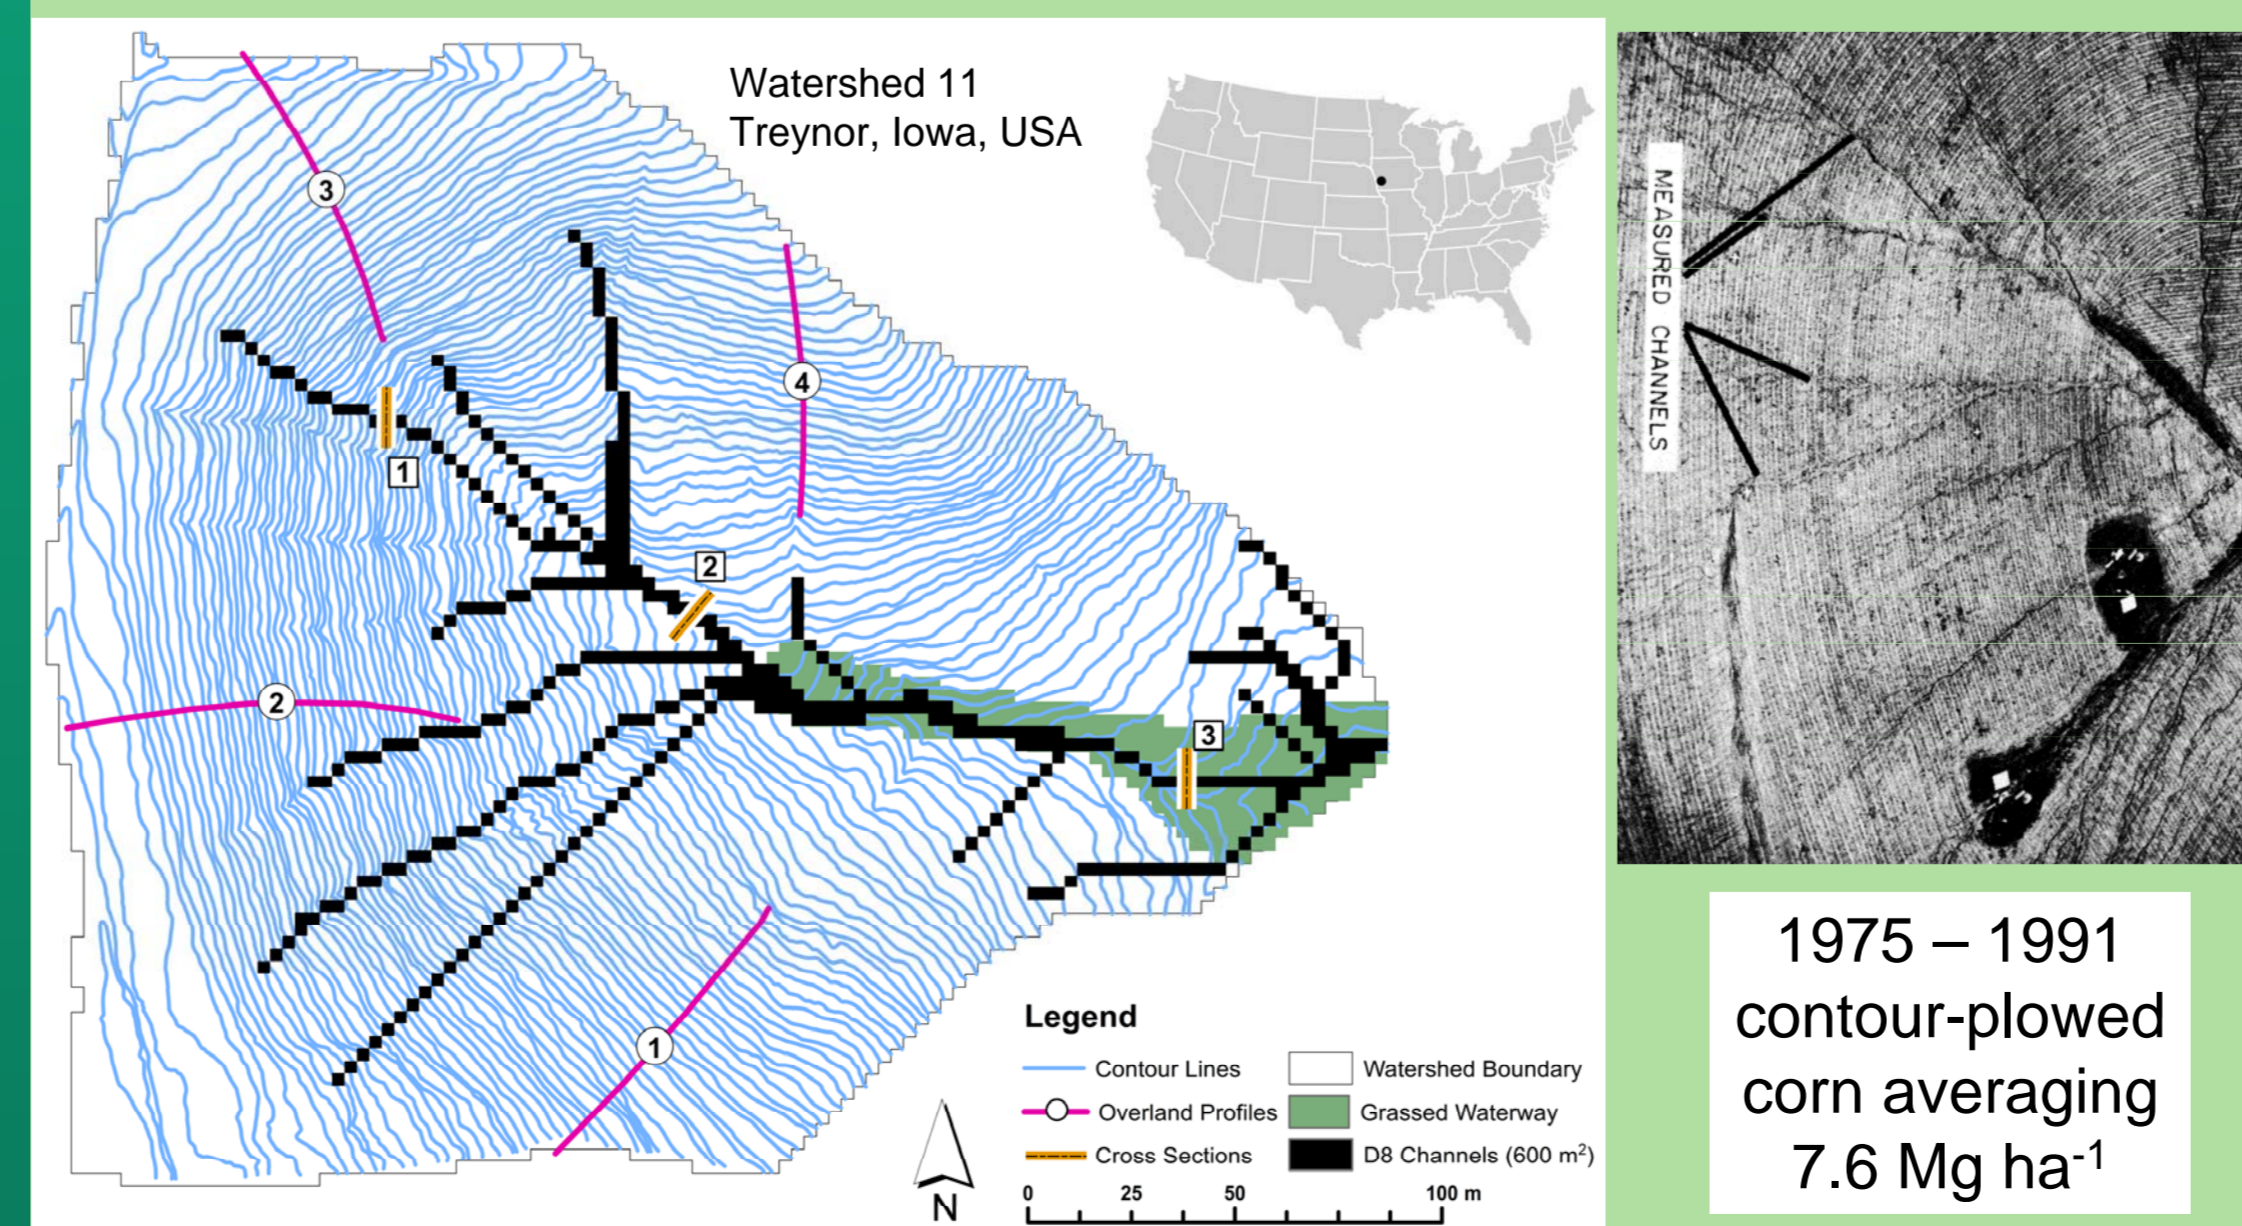 Watershed 11
Treynor, Iowa, USA
3
4
1
2
2
3
1
Legend
Contour Lines
Overland Profiles
Cross Sections
Watershed Boundary
Grassed Waterway
D8 Channels (600 m²)
N
0 25 50 100 m
MEASURED CHANNELS
1975 – 1991
contour-plowed
corn averaging
7.6 Mg ha⁻¹